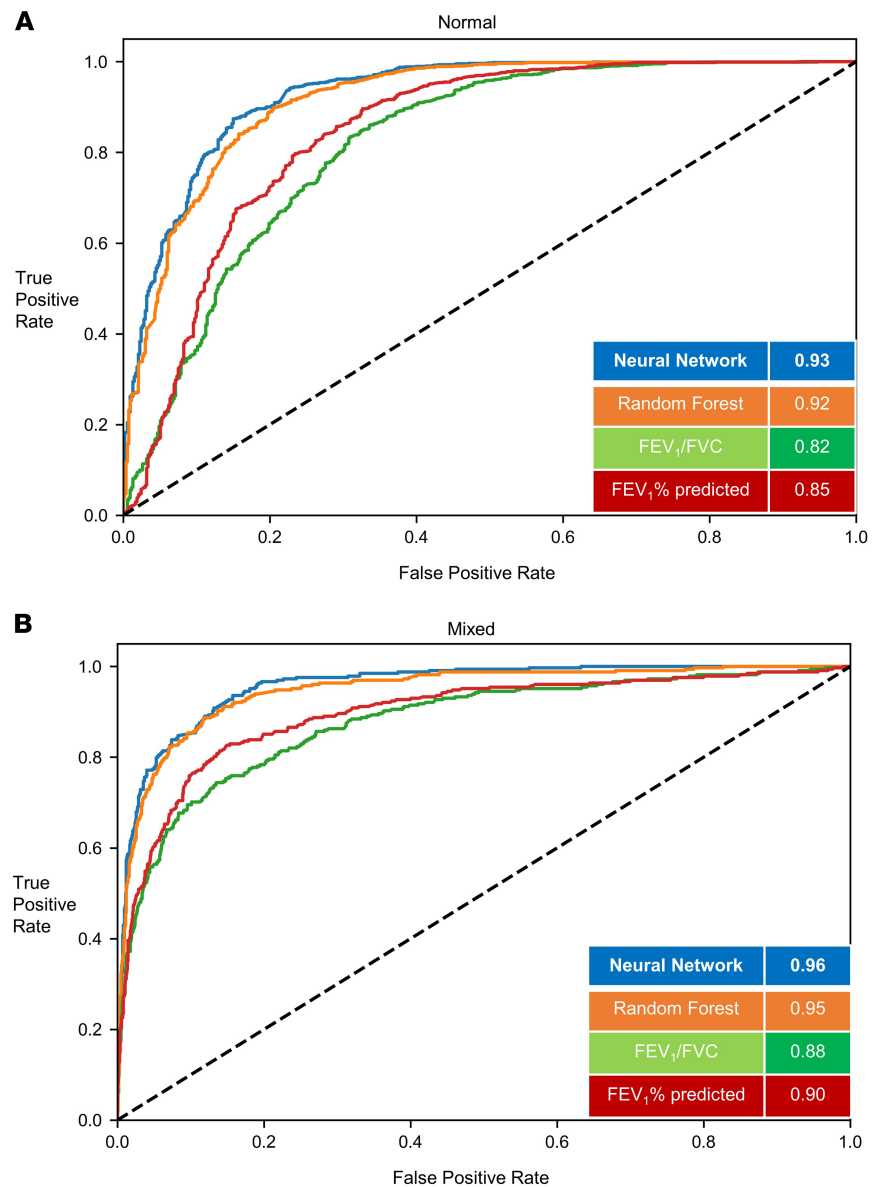 A
Normal
1.0
0.8
0.6
True
Positive
Rate
0.4
0.2
0.0
Neural Network 0.93
Random Forest 0.92
FEV₁/FVC 0.82
FEV₁% predicted 0.85
0.0 0.2 0.4 0.6 0.8 1.0
False Positive Rate
B
Mixed
1.0
0.8
0.6
True
Positive
Rate
0.4
0.2
0.0
Neural Network 0.96
Random Forest 0.95
FEV₁/FVC 0.88
FEV₁% predicted 0.90
0.0 0.2 0.4 0.6 0.8 1.0
False Positive Rate